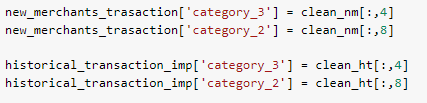 new_merchants_trasaction['category_3'] = clean_nm[:,4]
new_merchants_trasaction['category_2'] = clean_nm[:,8]
historical_transaction_imp['category_3'] = clean_ht[:,4]
historical_transaction_imp['category_2'] = clean_ht[:,8]